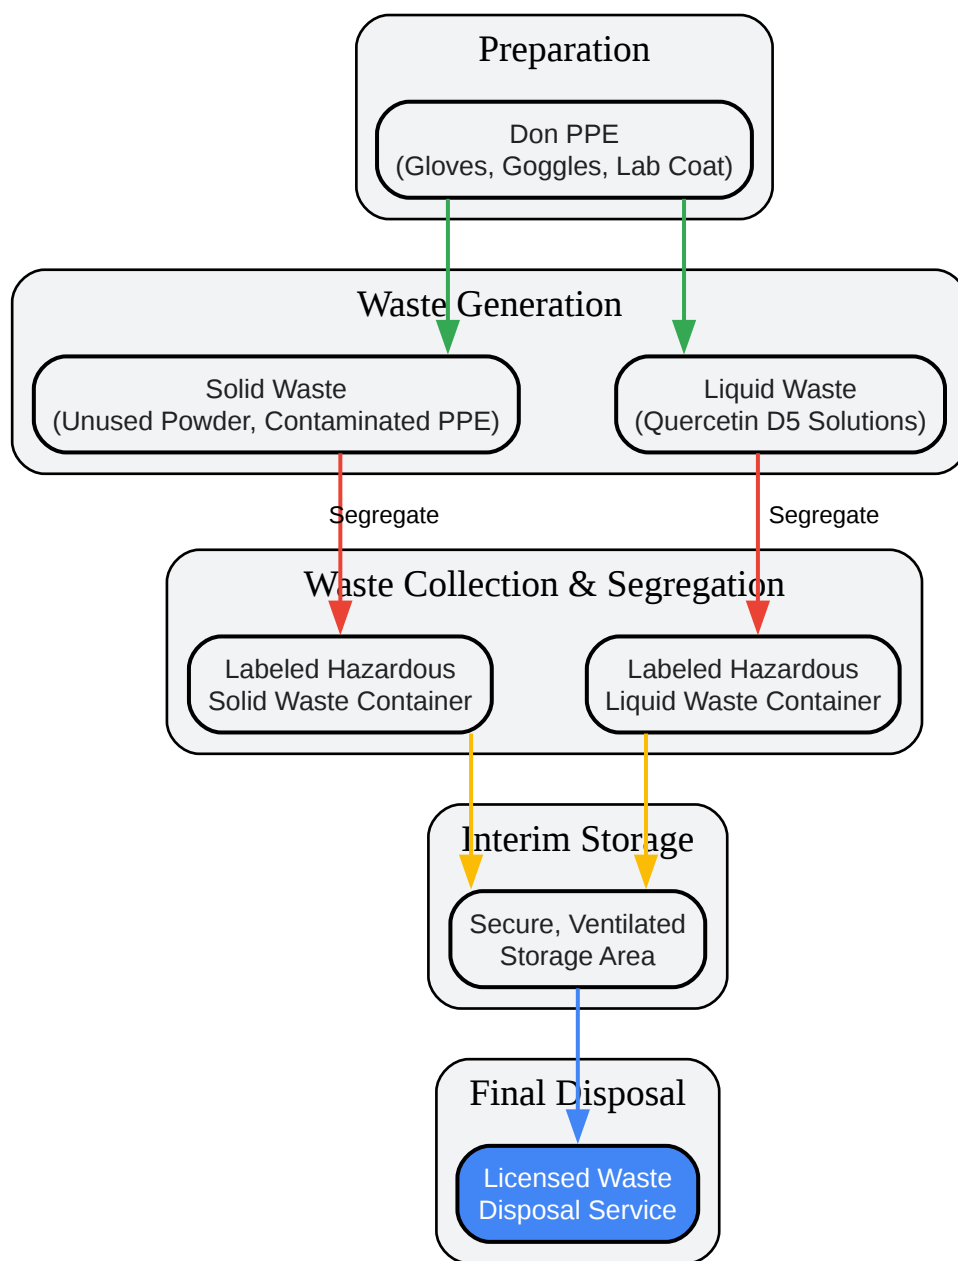 Preparation
Don PPE
(Gloves, Goggles, Lab Coat)
Waste Generation
Solid Waste
(Unused Powder, Contaminated PPE)
Liquid Waste
(Quercetin D5 Solutions)
Segregate
Segregate
Waste Collection & Segregation
Labeled Hazardous
Solid Waste Container
Labeled Hazardous
Liquid Waste Container
Interim Storage
Secure, Ventilated
Storage Area
Final Disposal
Licensed Waste
Disposal Service